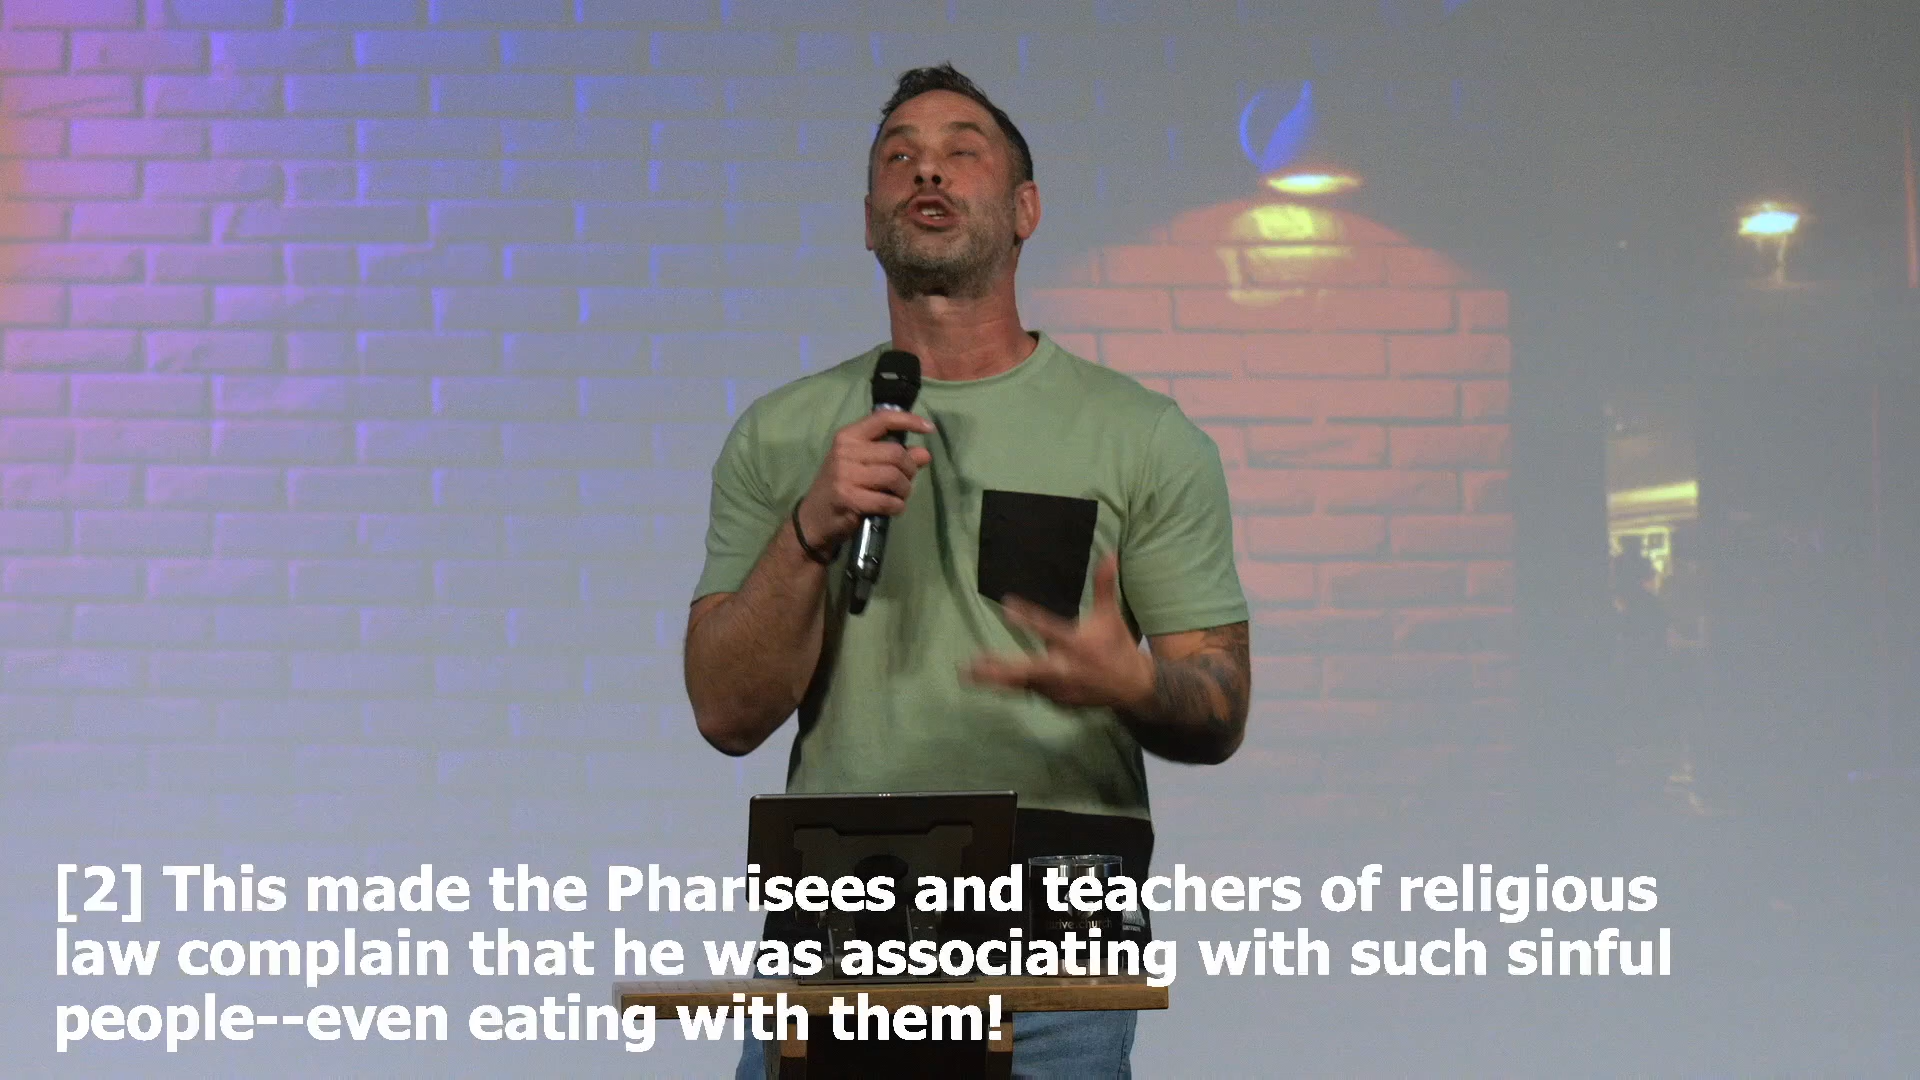 [2] This made the Pharisees and teachers of religious
law complain that he was associating with such sinful
people--even eating with them!